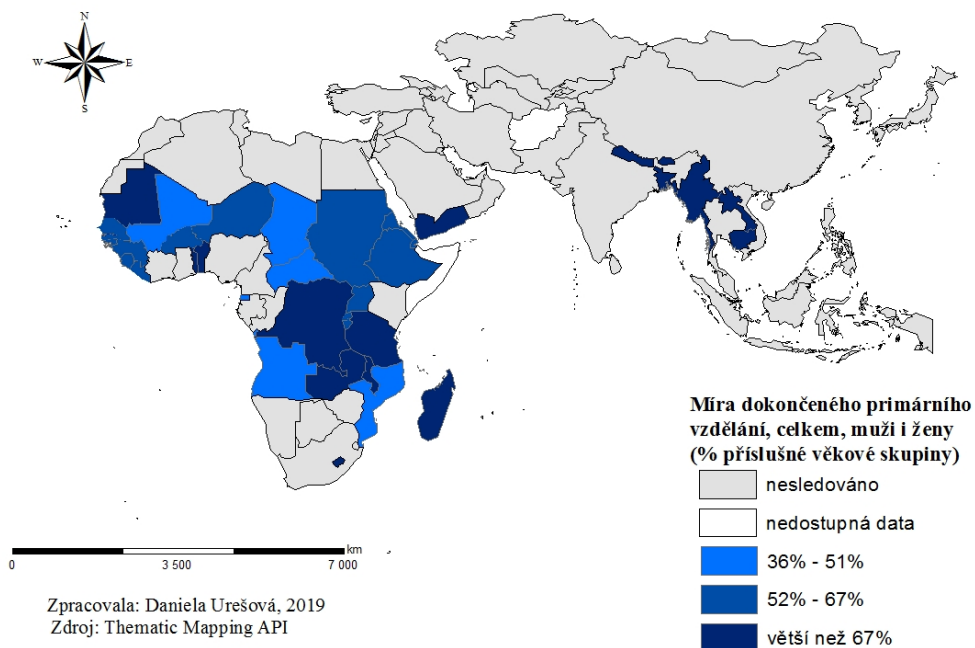 N
W E
S
Míra dokončeného primárního
vzdělání, celkem, muži i ženy
(% příslušné věkové skupiny)
nesledováno
nedostupná data
36% - 51%
52% - 67%
větší než 67%
km
0 3 500 7 000
Zpracovala: Daniela Urešová, 2019
Zdroj: Thematic Mapping API